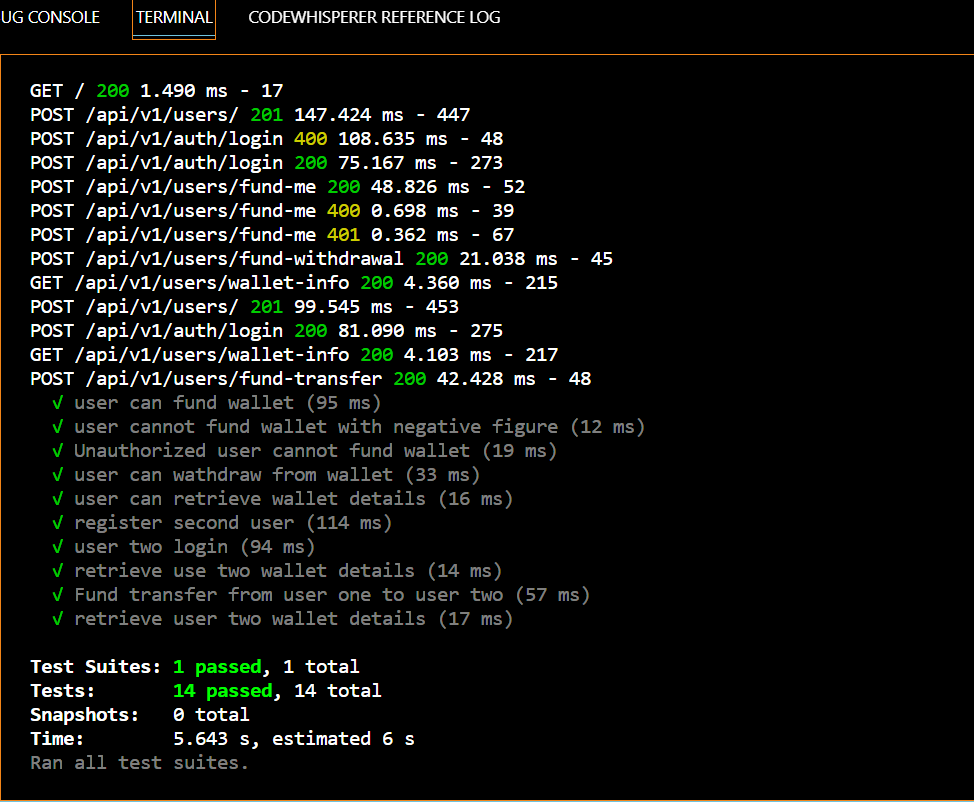 UG CONSOLE TERMINAL CODEWHISPERER REFERENCE LOG
GET / 200 1.490 ms - 17
POST /api/v1/users/ 201 147.424 ms - 447
POST /api/v1/auth/login 400 108.635 ms - 48
POST /api/v1/auth/login 200 75.167 ms - 273
POST /api/v1/users/fund-me 200 48.826 ms - 52
POST /api/v1/users/fund-me 400 0.698 ms - 39
POST /api/v1/users/fund-me 401 0.362 ms - 67
POST /api/v1/users/fund-withdrawal 200 21.038 ms - 45
GET /api/v1/users/wallet-info 200 4.360 ms - 215
POST /api/v1/users/ 201 99.545 ms - 453
POST /api/v1/auth/login 200 81.090 ms - 275
GET /api/v1/users/wallet-info 200 4.103 ms - 217
POST /api/v1/users/fund-transfer 200 42.428 ms - 48
√ user can fund wallet (95 ms)
√ user cannot fund wallet with negative figure (12 ms)
√ Unauthorized user cannot fund wallet (19 ms)
√ user can wathdraw from wallet (33 ms)
√ user can retrieve wallet details (16 ms)
√ register second user (114 ms)
√ user two login (94 ms)
√ retrieve use two wallet details (14 ms)
√ Fund transfer from user one to user two (57 ms)
√ retrieve user two wallet details (17 ms)
Test Suites: 1 passed, 1 total
Tests: 14 passed, 14 total
Snapshots: 0 total
Time: 5.643 s, estimated 6 s
Ran all test suites.